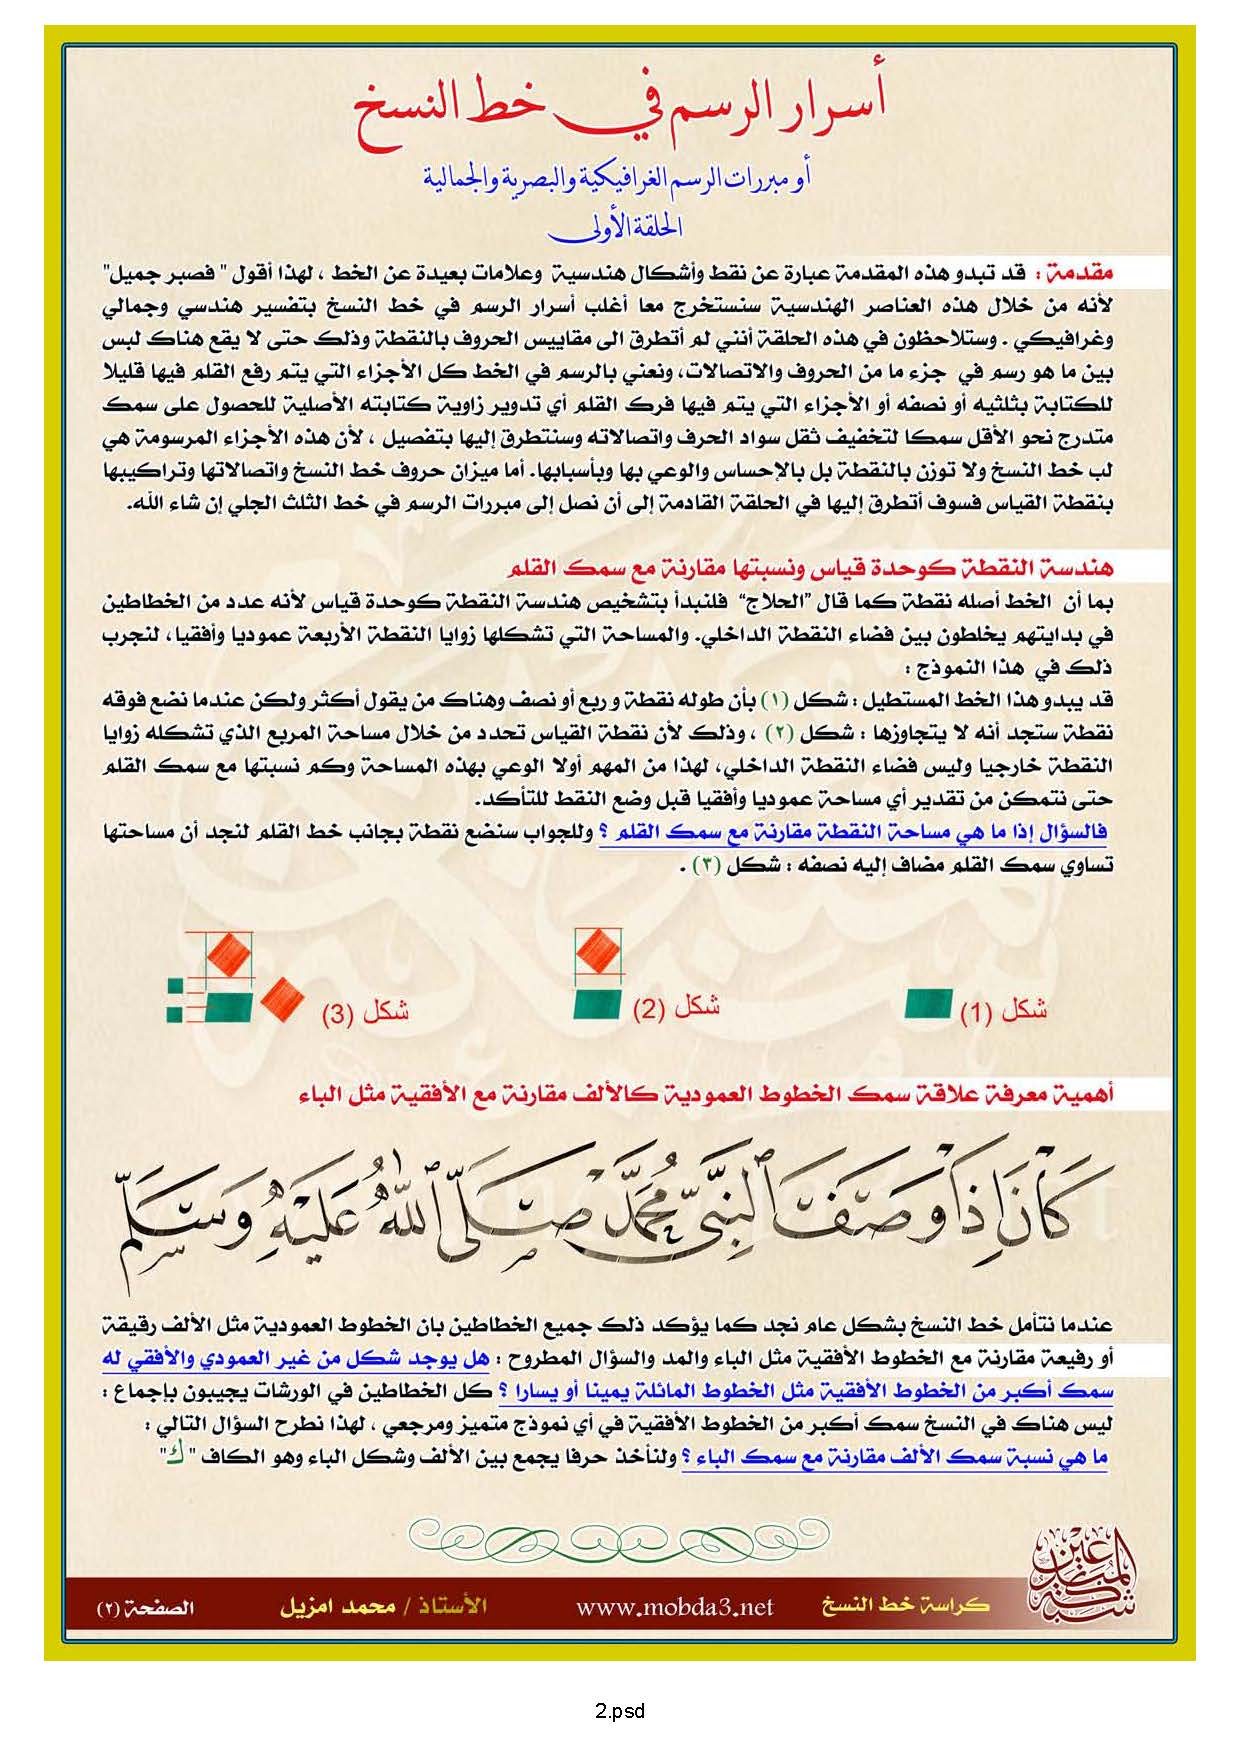 أسرار الرسم في خط النسخ
أو مبررات الرسم الغرافيكية والبصرية والجمالية
الحلقة الأولى
مقدمة : قد تبدو هذه المقدمة عبارة عن نقط وأشكال هندسية وعلامات بعيدة عن الخط ، لهذا أقول " فصبر جميل"
لأنه من خلال هذه العناصر الهندسية سنستخرج معا أغلب أسرار الرسم في خط النسخ بتفسير هندسي وجمالي
وغرافيكي . وستلاحظون في هذه الحلقة أنني لم أتطرق الى مقاييس الحروف بالنقطة وذلك حتى لا يقع هناك لبس
بين ما هو رسم في جزء ما من الحروف والاتصالات، ونعني بالرسم في الخط كل الأجزاء التي يتم رفع القلم فيها قليلا
للكتابة بثلثيه أو نصفه أو الأجزاء التي يتم فيها فرك القلم أي تدوير زاوية كتابته الأصلية للحصول على سمك
متدرج نحو الأقل سمكا لتخفيف ثقل سواد الحرف واتصالاته وسنتطرق إليها بتفصيل ، لأن هذه الأجزاء المرسومة هي
لب خط النسخ ولا توزن بالنقطة بل بالإحساس والوعي بها وبأسبابها. أما ميزان حروف خط النسخ واتصالاتها وتراكيبها
بنقطة القياس فسوف أتطرق إليها في الحلقة القادمة إلى أن نصل إلى مبررات الرسم في خط الثلث الجلي إن شاء الله.
هندسة النقطة كوحدة قياس ونسبتها مقارنة مع سمك القلم
بما أن الخط أصله نقطة كما قال "الحلاج" فلنبدأ بتشخيص هندسة النقطة كوحدة قياس لأنه عدد من الخطاطين
في بدايتهم يخلطون بين فضاء النقطة الداخلي. والمساحة التي تشكلها زوايا النقطة الأربعة عموديا وأفقيا، لنجرب
ذلك في هذا النموذج :
قد يبدو هذا الخط المستطيل : شكل (١) بأن طوله نقطة و ربع أو نصف وهناك من يقول أكثر ولكن عندما نضع فوقه
نقطة ستجد أنه لا يتجاوزها : شكل (٢) ، وذلك لأن نقطة القياس تحدد من خلال مساحة المربع الذي تشكله زوايا
النقطة خارجيا وليس فضاء النقطة الداخلي، لهذا من المهم أولا الوعي بهذه المساحة وكم نسبتها مع سمك القلم
حتى نتمكن من تقدير أي مساحة عموديا وأفقيا قبل وضع النقط للتأكد.
فالسؤال إذا ما هي مساحة النقطة مقارنة مع سمك القلم ؟ وللجواب سنضع نقطة بجانب خط القلم لنجد أن مساحتها
تساوي سمك القلم مضاف إليه نصفه : شكل (٣) .
شكل (1)
شكل (2)
شكل (3)
أهمية معرفة علاقة سمك الخطوط العمودية كالألف مقارنة مع الأفقية مثل الباء
كَانَ إِذَا وَصَفَ النَّبِيَّ مُحَمَّدْ صَلَّى اللهُ عَلَيْهِ وَسَلَّم
عندما نتأمل خط النسخ بشكل عام نجد كما يؤكد ذلك جميع الخطاطين بان الخطوط العمودية مثل الألف رقيقة
أو رفيعة مقارنة مع الخطوط الأفقية مثل الباء والمد والسؤال المطروح : هل يوجد شكل من غير العمودي والأفقي له
سمك أكبر من الخطوط الأفقية مثل الخطوط المائلة يمينا أو يسارا ؟ كل الخطاطين في الورشات يجيبون بإجماع :
ليس هناك في النسخ سمك أكبر من الخطوط الأفقية في أي نموذج متميز ومرجعي ، لهذا نطرح السؤال التالي :
ما هي نسبة سمك الألف مقارنة مع سمك الباء ؟ ولنأخذ حرفا يجمع بين الألف وشكل الباء وهو الكاف " ك"
شبكة المبدعين
كراسة خط النسخ
www.mobda3.net
الأستاذ / محمد امزيل
الصفحة (٢)
2.psd